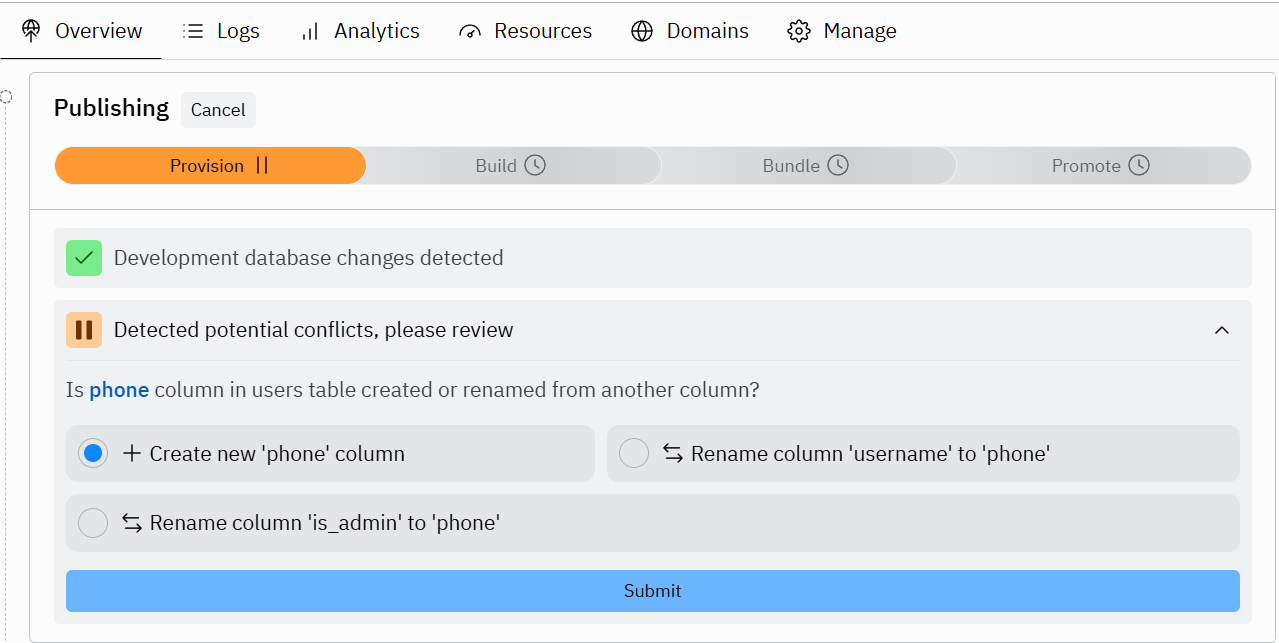 Overview Logs Analytics Resources Domains Manage
Publishing Cancel
Provision Build Bundle Promote
Development database changes detected
Detected potential conflicts, please review
Is phone column in users table created or renamed from another column?
+ Create new 'phone' column
Rename column 'username' to 'phone'
Rename column 'is_admin' to 'phone'
Submit